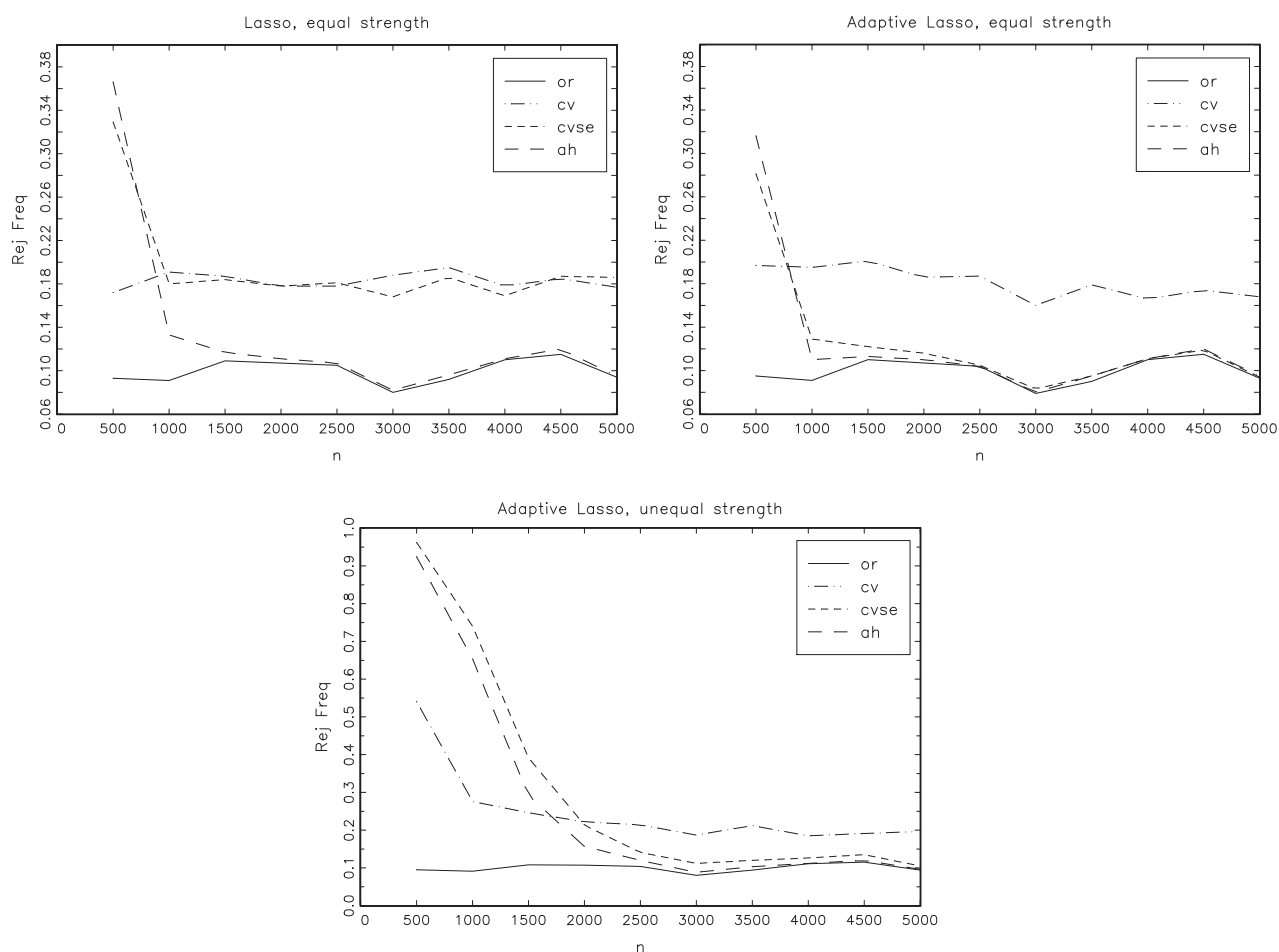 Lasso, equal strength
Rej Freq
0.38
0.34
0.30
0.26
0.22
0.18
0.14
0.10
0.06
or
cv
cvse
ah
0 500 1000 1500 2000 2500 3000 3500 4000 4500 5000
n
Adaptive Lasso, equal strength
Rej Freq
0.38
0.34
0.30
0.26
0.22
0.18
0.14
0.10
0.06
or
cv
cvse
ah
0 500 1000 1500 2000 2500 3000 3500 4000 4500 5000
n
Adaptive Lasso, unequal strength
Rej Freq
1.0
0.9
0.8
0.7
0.6
0.5
0.4
0.3
0.2
0.1
0.0
or
cv
cvse
ah
0 500 1000 1500 2000 2500 3000 3500 4000 4500 5000
n